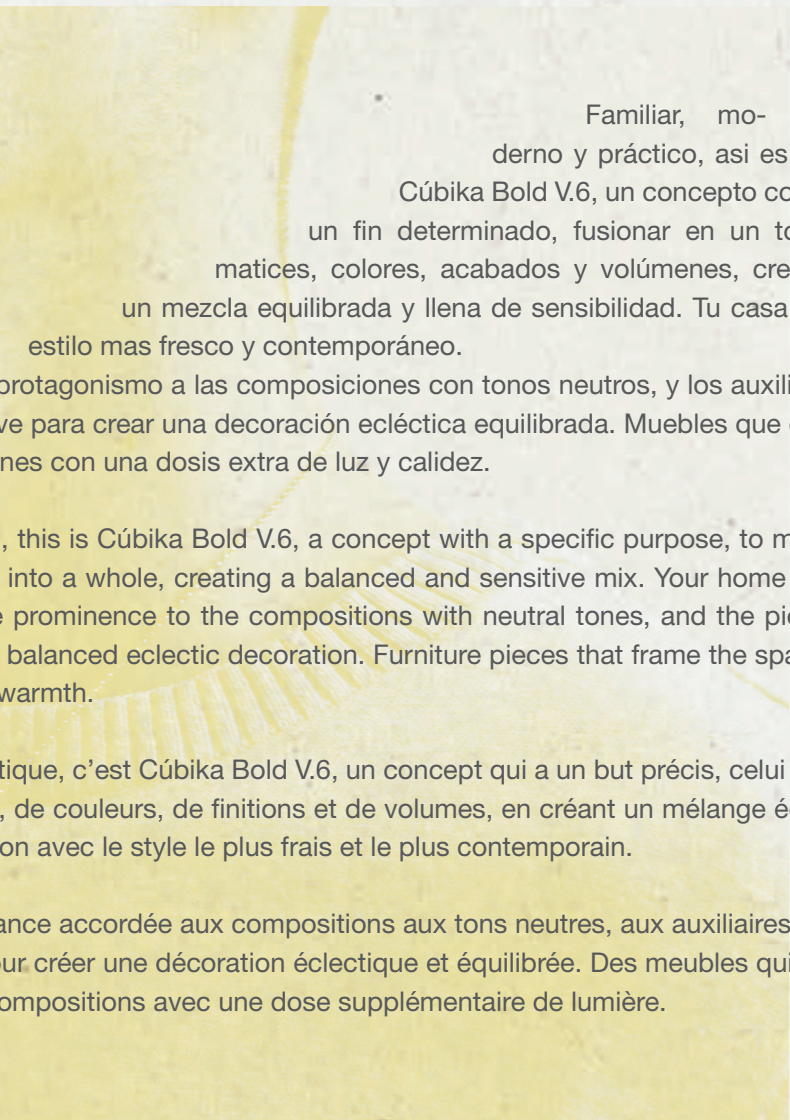 Familiar, mo-
derno y práctico, asi es
Cúbika Bold V.6, un concepto co
un fin determinado, fusionar en un to
matices, colores, acabados y volúmenes, cre
un mezcla equilibrada y llena de sensibilidad. Tu casa
estilo mas fresco y contemporáneo.
protagonismo a las composiciones con tonos neutros, y los auxili
ve para crear una decoración ecléctica equilibrada. Muebles que
nes con una dosis extra de luz y calidez.
, this is Cúbika Bold V.6, a concept with a specific purpose, to m
into a whole, creating a balanced and sensitive mix. Your home
e prominence to the compositions with neutral tones, and the pie
balanced eclectic decoration. Furniture pieces that frame the spa
warmth.
tique, c’est Cúbika Bold V.6, un concept qui a un but précis, celui
, de couleurs, de finitions et de volumes, en créant un mélange é
on avec le style le plus frais et le plus contemporain.
ance accordée aux compositions aux tons neutres, aux auxiliaires
our créer une décoration éclectique et équilibrée. Des meubles qui
ompositions avec une dose supplémentaire de lumière.